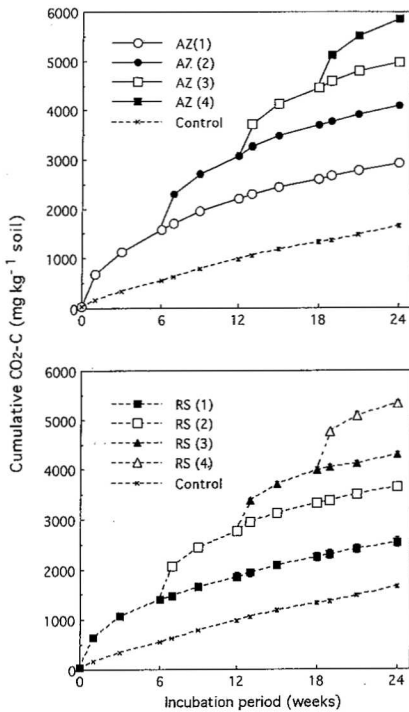 Cumulative CO2-C (mg kg-1 soil)
6000
5000
4000
3000
2000
1000
0
AZ(1)
AZ (2)
AZ (3)
AZ (4)
Control
0 6 12 18 24
6000
5000
4000
3000
2000
1000
0
RS (1)
RS (2)
RS (3)
RS (4)
Control
0 6 12 18 24
Incubation period (weeks)